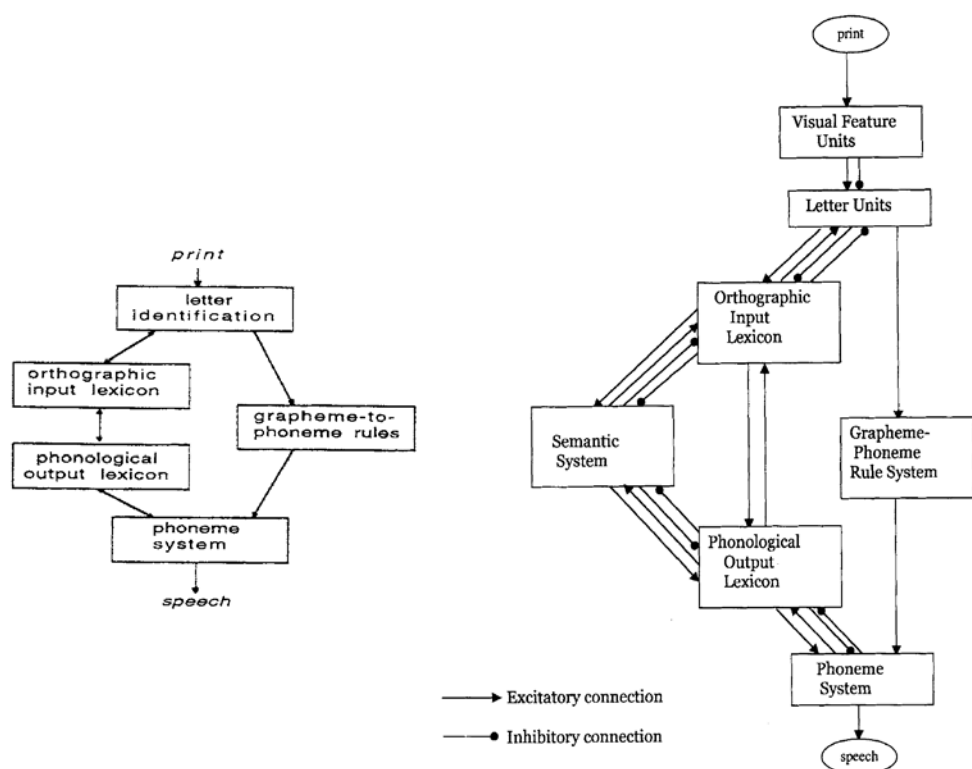 print
letter
identification
orthographic
input lexicon
grapheme-to-
phoneme rules
phonological
output lexicon
phoneme
system
speech
print
Visual Feature
Units
Letter Units
Orthographic
Input
Lexicon
Semantic
System
Grapheme-
Phoneme
Rule System
Phonological
Output
Lexicon
Phoneme
System
speech
Excitatory connection
Inhibitory connection